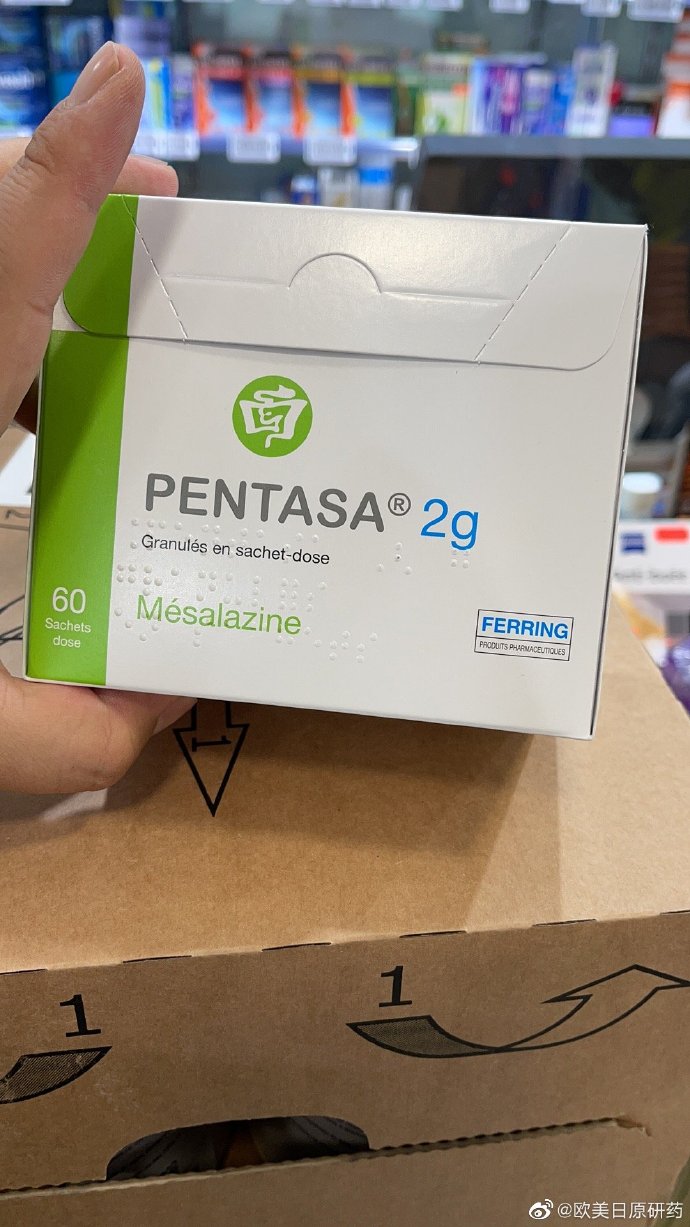 PENTASA® 2g
Granulés en sachet-dose
Mésalazine
60
Sachets
dose
FERRING
PRODUITS PHARMACEUTIQUES
1
1
1
@欧美日原研药